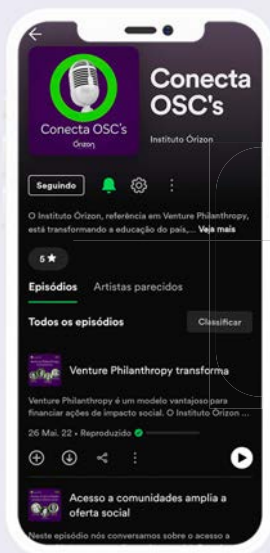 Conecta OSC's
Órizon
Conecta
OSC's
Instituto Órizon
Seguindo
O Instituto Órizon, referência em Venture Philanthropy,
está transformando a educação do país,... Veja mais
5★
Episódios Artistas parecidos
Todos os episódios Classificar
Venture Philanthropy transforma
Venture Philanthropy é um modelo vantajoso para
financiar ações de impacto social. O Instituto Órizon ...
26 Mai. 22 • Reproduzido
Acesso a comunidades amplia a
oferta social
Neste episódio nós conversamos sobre o acesso a